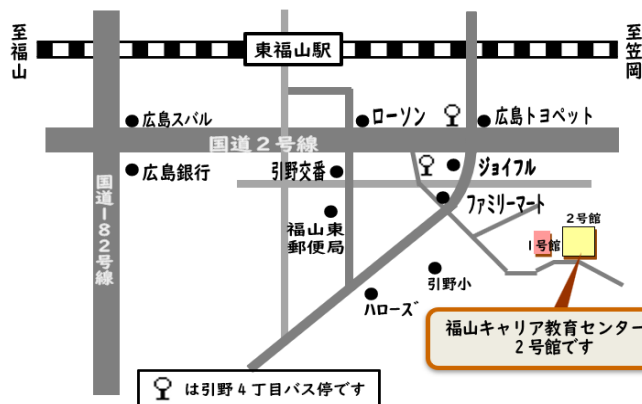 至福山
東福山駅
至笠岡
広島スバル
ローソン
広島トヨペット
国道2号線
広島銀行
引野交番
ジョイフル
国道182号線
ファミリーマート
福山東
郵便局
1号館
2号館
引野小
ハローズ
福山キャリア教育センター
2号館です
は引野4丁目バス停です